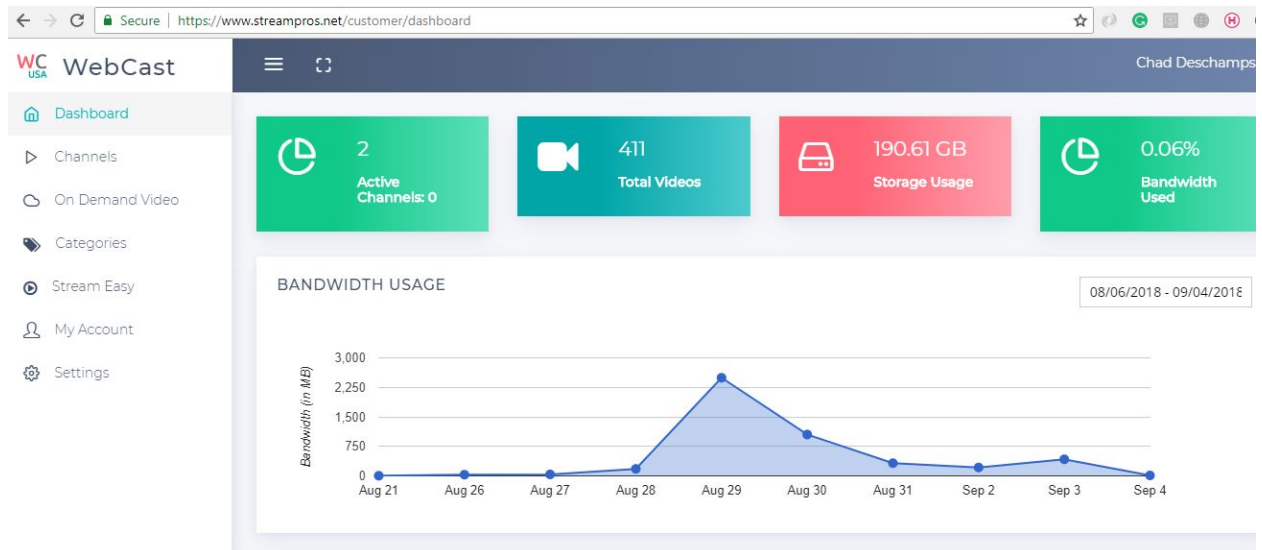 Secure | https://www.streampros.net/customer/dashboard
WC USA WebCast
Chad Deschamps
Dashboard
Channels
On Demand Video
Categories
Stream Easy
My Account
Settings
2
Active
Channels: 0
411
Total Videos
190.61 GB
Storage Usage
0.06%
Bandwidth
Used
BANDWIDTH USAGE
08/06/2018 - 09/04/2018
Bandwidth (in MB)
3,000
2,250
1,500
750
0
Aug 21 Aug 26 Aug 27 Aug 28 Aug 29 Aug 30 Aug 31 Sep 2 Sep 3 Sep 4